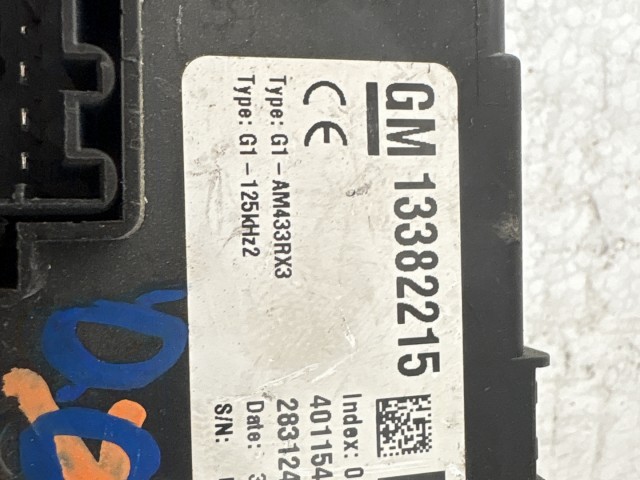 GM 13382215
CE
Type: G1-AM433RX3
Type: G1-125kHz2
Index: 0
401154
283124
Date: 3
S/N: